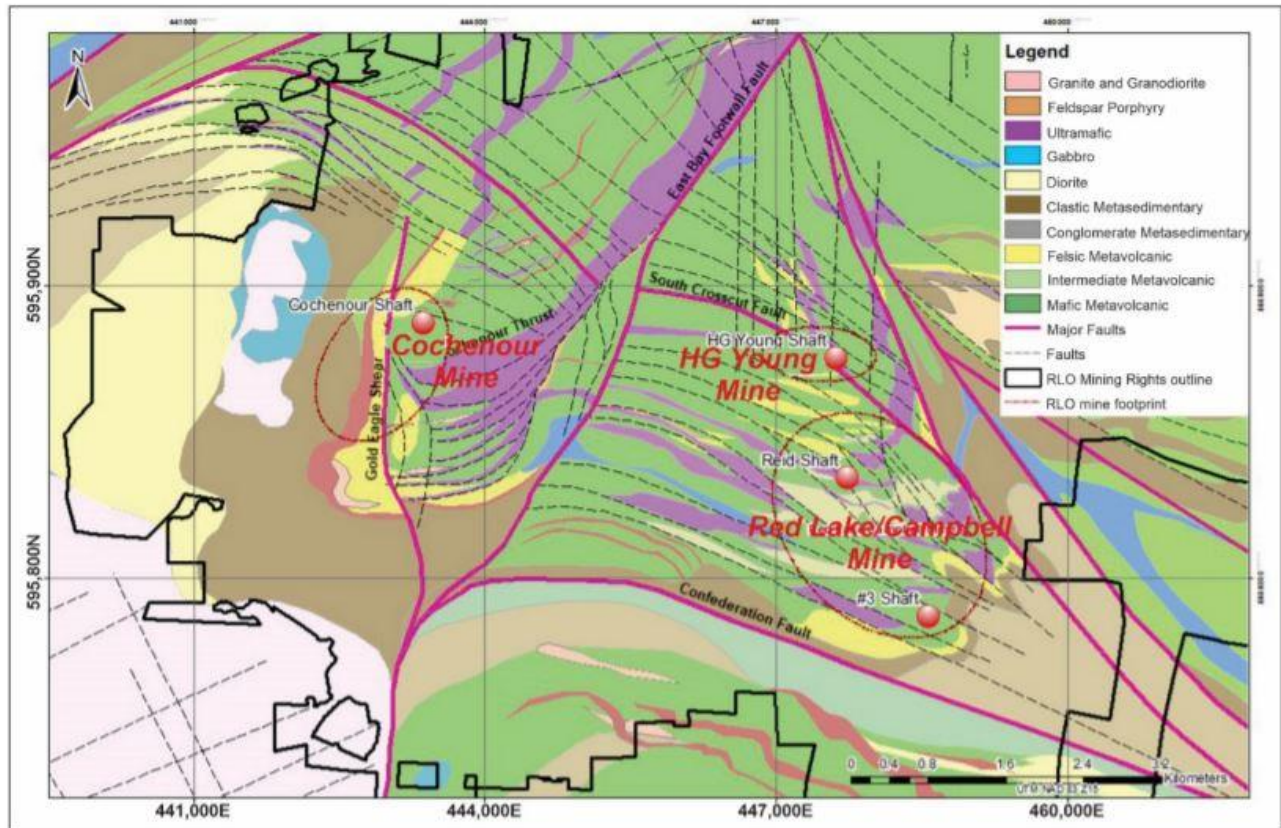 441 000
444 000
447 000
460 000
N
Legend
Granite and Granodiorite
Feldspar Porphyry
Ultramafic
Gabbro
Diorite
Clastic Metasedimentary
Conglomerate Metasedimentary
Felsic Metavolcanic
Intermediate Metavolcanic
Mafic Metavolcanic
Major Faults
Faults
RLO Mining Rights outline
RLO mine footprint
East Bay Footwall Fault
595,900N
South Crosscut Fault
Cochenour Shaft
Thrust
Cochenour
Mine
HG Young Shaft
HG Young
Mine
Gold Eagle Shear
Reid Shaft
Red Lake/Campbell
Mine
595,800N
#3 Shaft
Confederation Fault
0 0.4 0.8 1.6 2.4 3.2
Kilometers
441,000E
444,000E
447,000E
460,000E